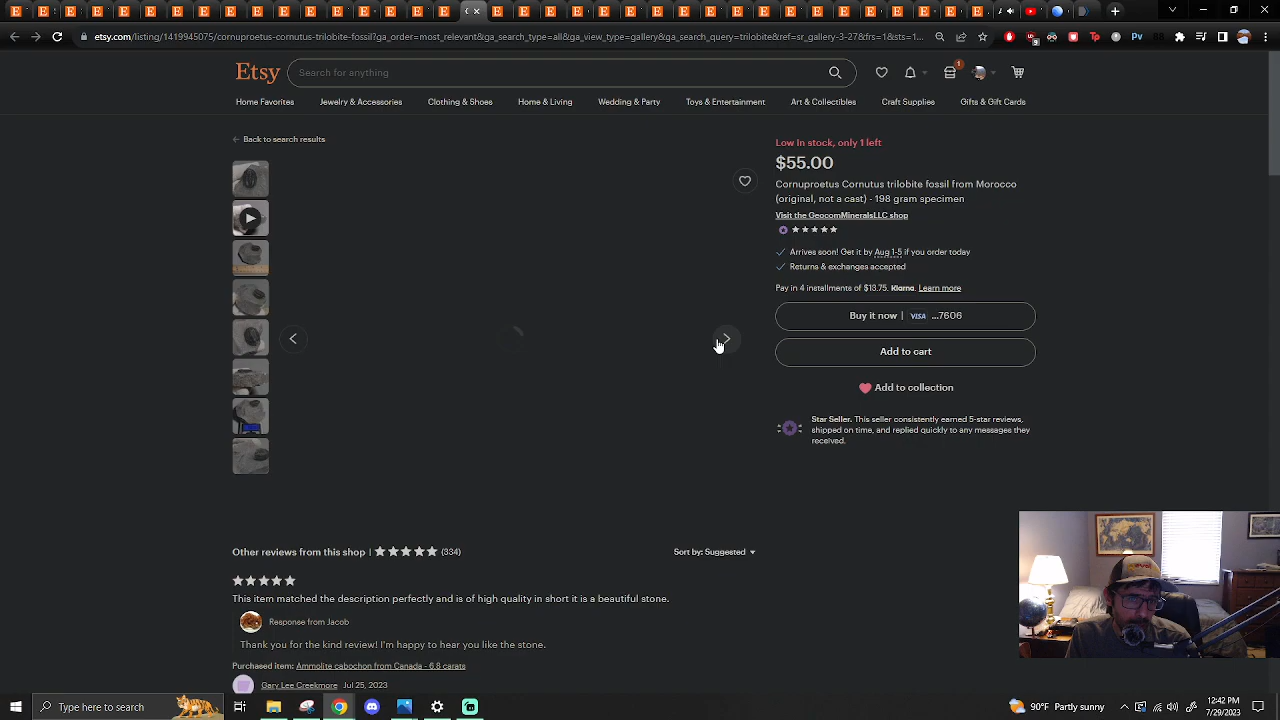 etsy.com/listing/1419945075/cornuproetus-cornutus-trilobite-fossil?ga_order=most_relevant&ga_search_type=all&ga_view_type=gallery&ga_search_query=trilobite&ref=sr_gallery-3-27&frs=1&sts=1...
Etsy
Search for anything
1
Home Favorites
Jewelry & Accessories
Clothing & Shoes
Home & Living
Wedding & Party
Toys & Entertainment
Art & Collectibles
Craft Supplies
Gifts & Gift Cards
Back to search results
Low in stock, only 1 left
$55.00
Cornuproetus Cornutus trilobite fossil from Morocco
(original, not a cast) - 198 gram specimen
Visit the GeocomMineralsLLC shop
Arrives soon! Get it by Aug 1-5 if you order today
Returns & exchanges accepted
Pay in 4 installments of $13.75. Klarna. Learn more
Buy it now | VISA ...7606
Add to cart
Add to collection
Star Seller. This seller consistently earned 5-star reviews,
shipped on time, and replied quickly to any messages they
received.
Other reviews from this shop | (334)
Sort by: Suggested
This item matched the description perfectly and is of high quality in short it is a beautiful stone.
Response from Jacob
Thank you for the kind review! I'm happy to hear you like the stone.
Purchased item: Ammolite cabochon from Canada - 6.8 carats
Gary Lee Creekmore Jul 25, 2023
Type here to search
90°F Partly sunny
12:42 PM
7/29/2023